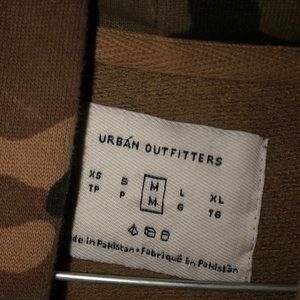 URBAN OUTFITTERS
XS S M L XL
TP P M G TG
de in Pakistan • Fabriqué En Pakistan